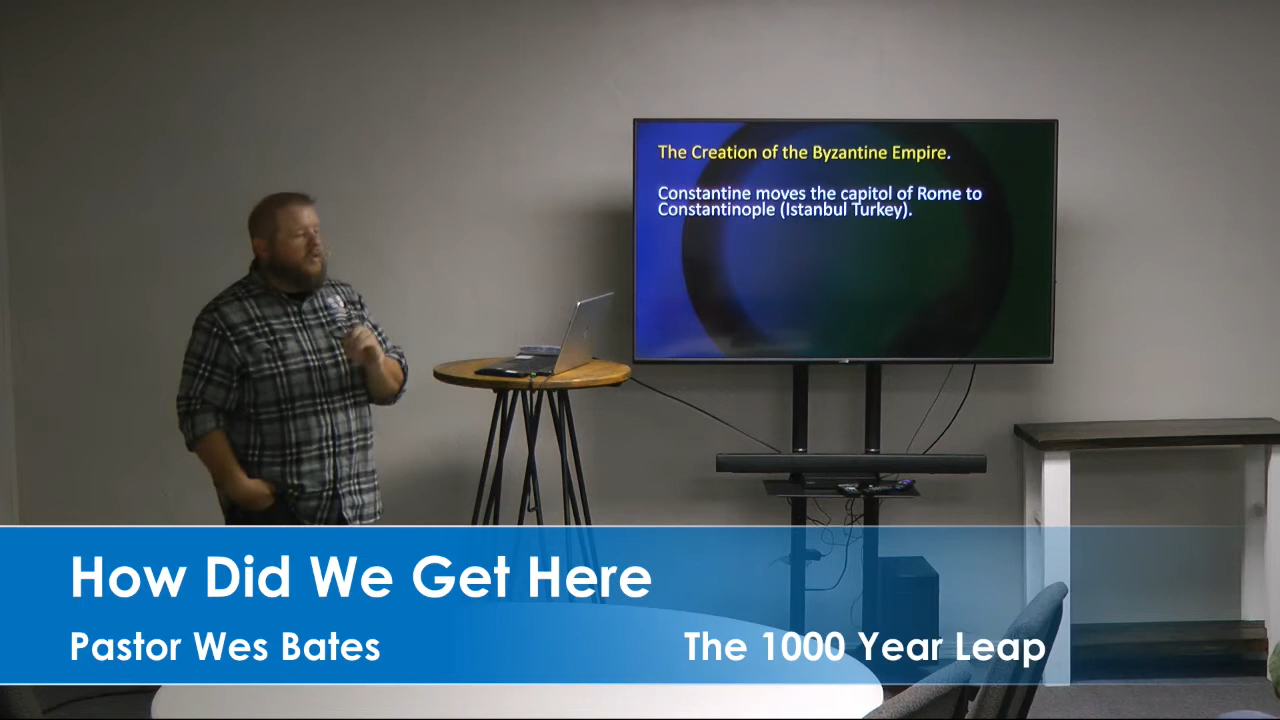 The Creation of the Byzantine Empire.
Constantine moves the capitol of Rome to
Constantinople (Istanbul Turkey).
How Did We Get Here
Pastor Wes Bates
The 1000 Year Leap